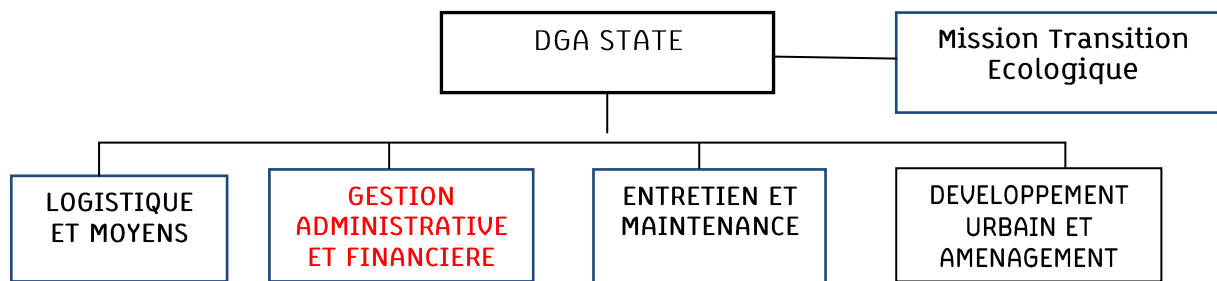 DGA STATE
Mission Transition
Ecologique
LOGISTIQUE
ET MOYENS
GESTION
ADMINISTRATIVE
ET FINANCIERE
ENTRETIEN ET
MAINTENANCE
DEVELOPPEMENT
URBAIN ET
AMENAGEMENT